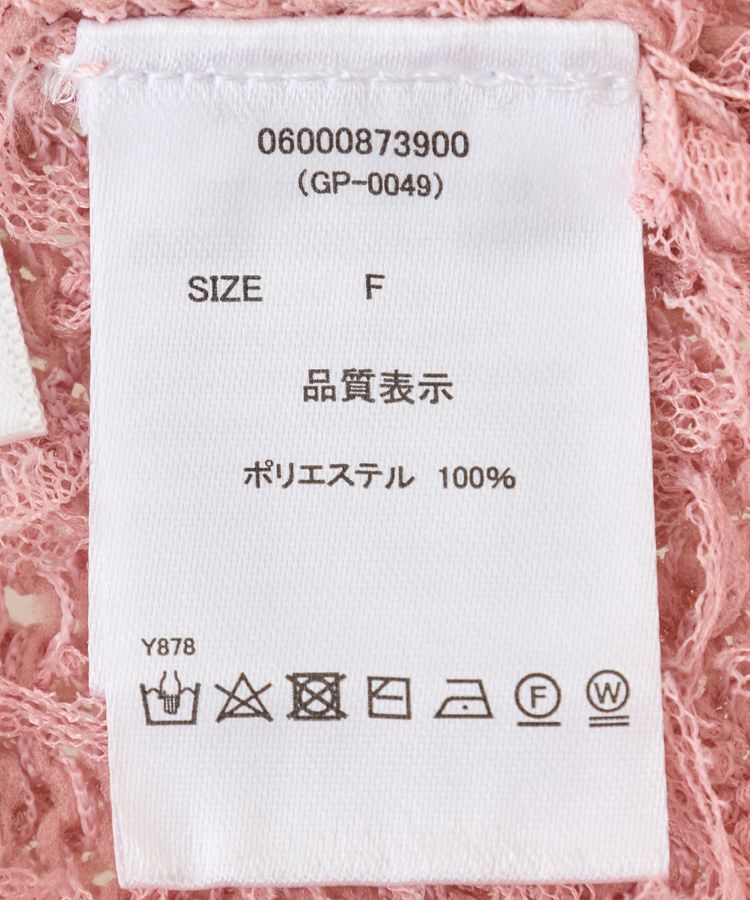 06000873900
(GP-0049)
SIZE F
品質表示
ポリエステル 100%
Y878
F W